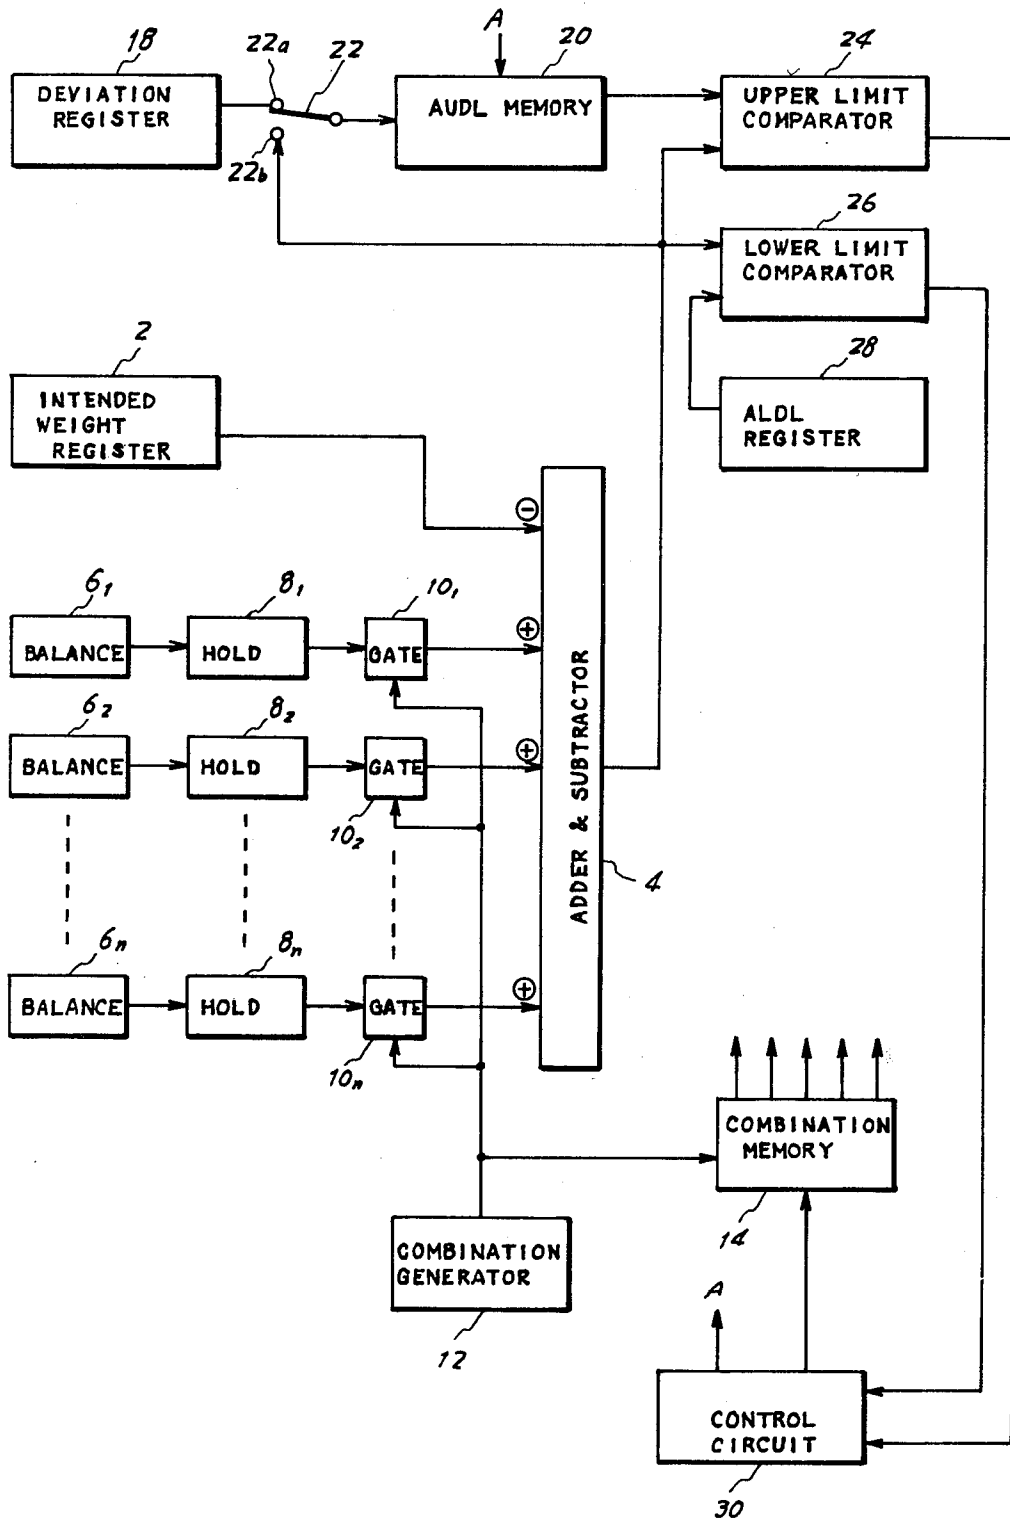 18
22a
22
A
20
24
DEVIATION
REGISTER
AUDL MEMORY
UPPER LIMIT
COMPARATOR
22b
26
LOWER LIMIT
COMPARATOR
2
28
INTENDED
WEIGHT
REGISTER
ALDL
REGISTER
⊖
6₁
8₁
10₁
⊕
BALANCE
HOLD
GATE
6₂
8₂
⊕
BALANCE
HOLD
GATE
10₂
ADDER & SUBTRACTOR
4
6n
8n
⊕
BALANCE
HOLD
GATE
10n
COMBINATION
MEMORY
14
COMBINATION
GENERATOR
12
A
CONTROL
CIRCUIT
30